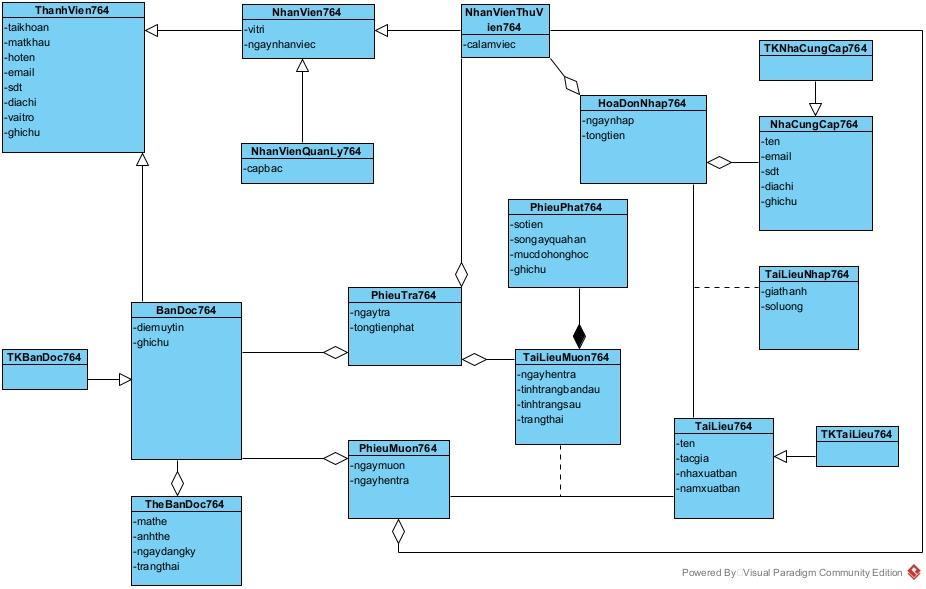 ThanhVien764
-taikhoan
-matkhau
-hoten
-email
-sdt
-diachi
-vaitro
-ghichu
NhanVien764
-vitri
-ngaynhanviec
NhanVienThuV
ien764
-calamviec
TKNhaCungCap764
HoaDonNhap764
-ngaynhap
-tongtien
NhaCungCap764
-ten
-email
-sdt
-diachi
-ghichu
NhanVienQuanLy764
-capbac
PhieuPhat764
-sotien
-songayquahan
-mucdohonghoc
-ghichu
TaiLieuNhap764
-giathanh
-soluong
PhieuTra764
-ngaytra
-tongtienphat
BanDoc764
-diemuytin
-ghichu
TKBanDoc764
TaiLieuMuon764
-ngayhentra
-tinhtrangbandau
-tinhtrangsau
-trangthai
TaiLieu764
-ten
-tacgia
-nhaxuatban
-namxuatban
TKTaiLieu764
PhieuMuon764
-ngaymuon
-ngayhentra
TheBanDoc764
-mathe
-anhthe
-ngaydangky
-trangthai
Powered By Visual Paradigm Community Edition